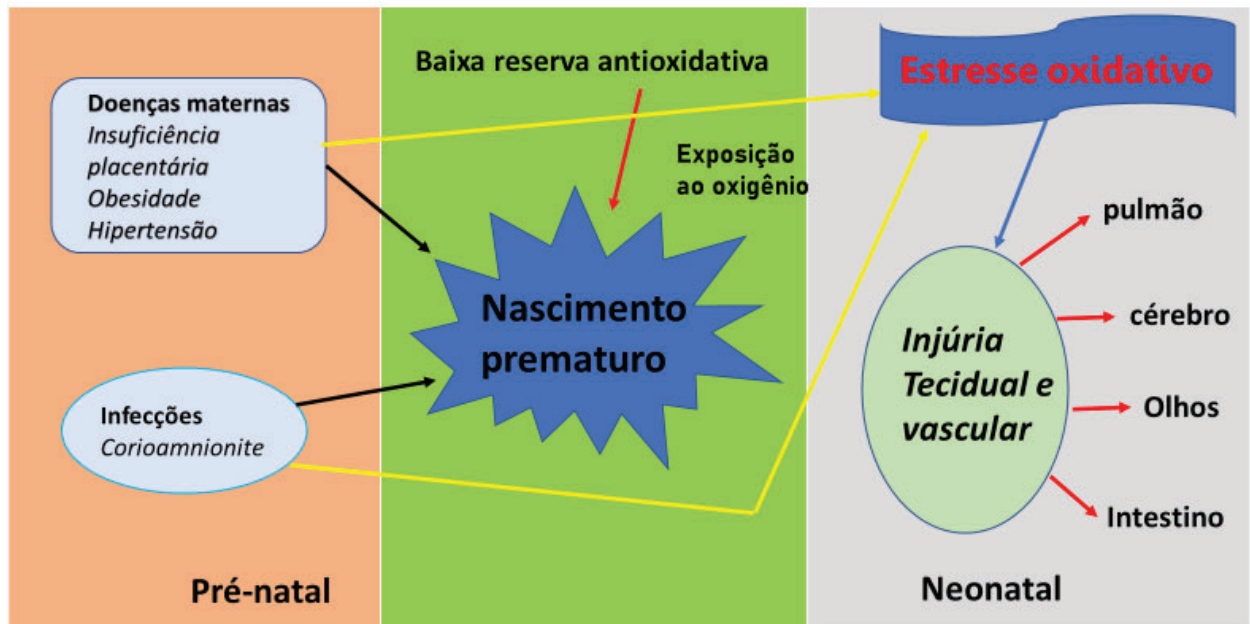 Doenças maternas
Insuficiência
placentária
Obesidade
Hipertensão
Infecções
Corioamnionite
Pré-natal
Baixa reserva antioxidativa
Exposição
ao oxigênio
Nascimento
prematuro
Estresse oxidativo
Injúria
Tecidual e
vascular
pulmão
cérebro
Olhos
Intestino
Neonatal